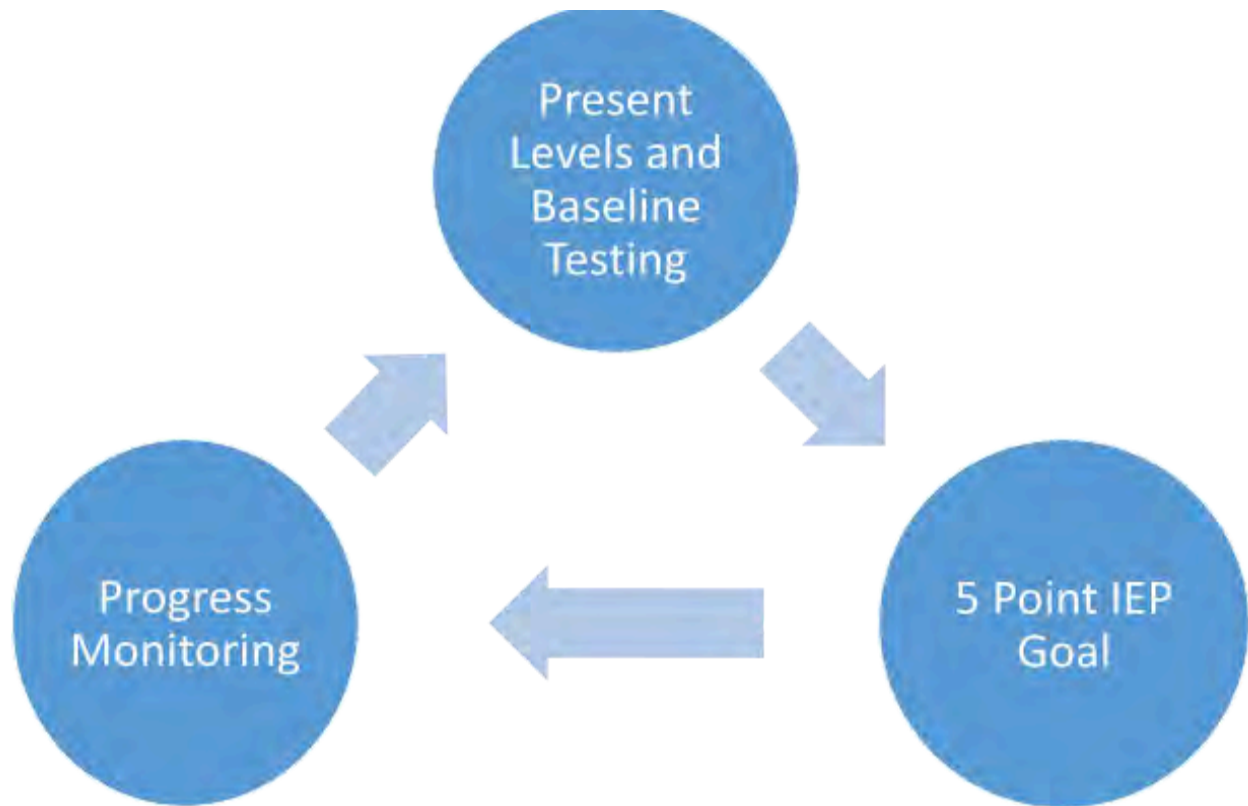 Present
Levels and
Baseline
Testing
Progress
Monitoring
5 Point IEP
Goal